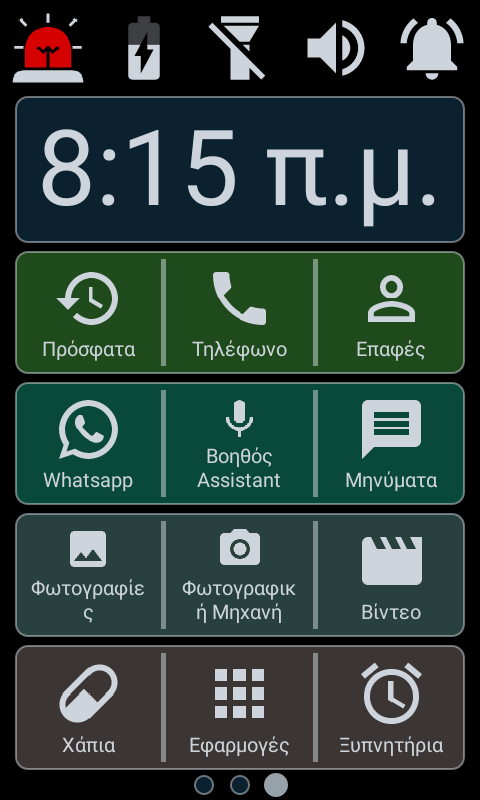 8:15 π.μ.
Πρόσφατα
Τηλέφωνο
Επαφές
Whatsapp
Βοηθός
Assistant
Μηνύματα
Φωτογραφίε
ς
Φωτογραφικ
ή Μηχανή
Βίντεο
Χάπια
Εφαρμογές
Ξυπνητήρια